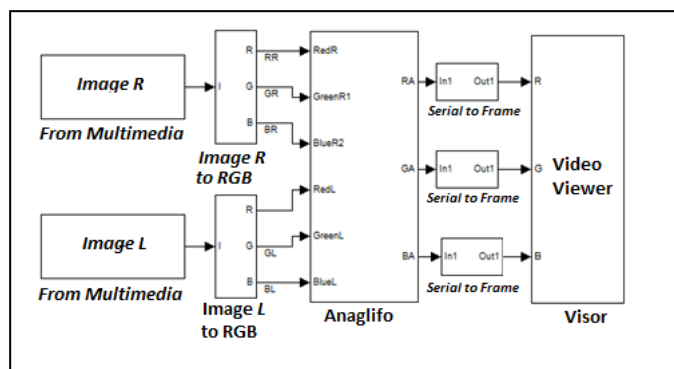 Image R
From Multimedia
I
R
G
B
RR
GR
BR
Image R
to RGB
Image L
From Multimedia
I
R
G
B
GL
BL
Image L
to RGB
RedR
GreenR1
BlueR2
RedL
GreenL
BlueL
RA
GA
BA
Anaglifo
In1 Out1
Serial to Frame
In1 Out1
Serial to Frame
In1 Out1
Serial to Frame
R
G
B
Video
Viewer
Visor